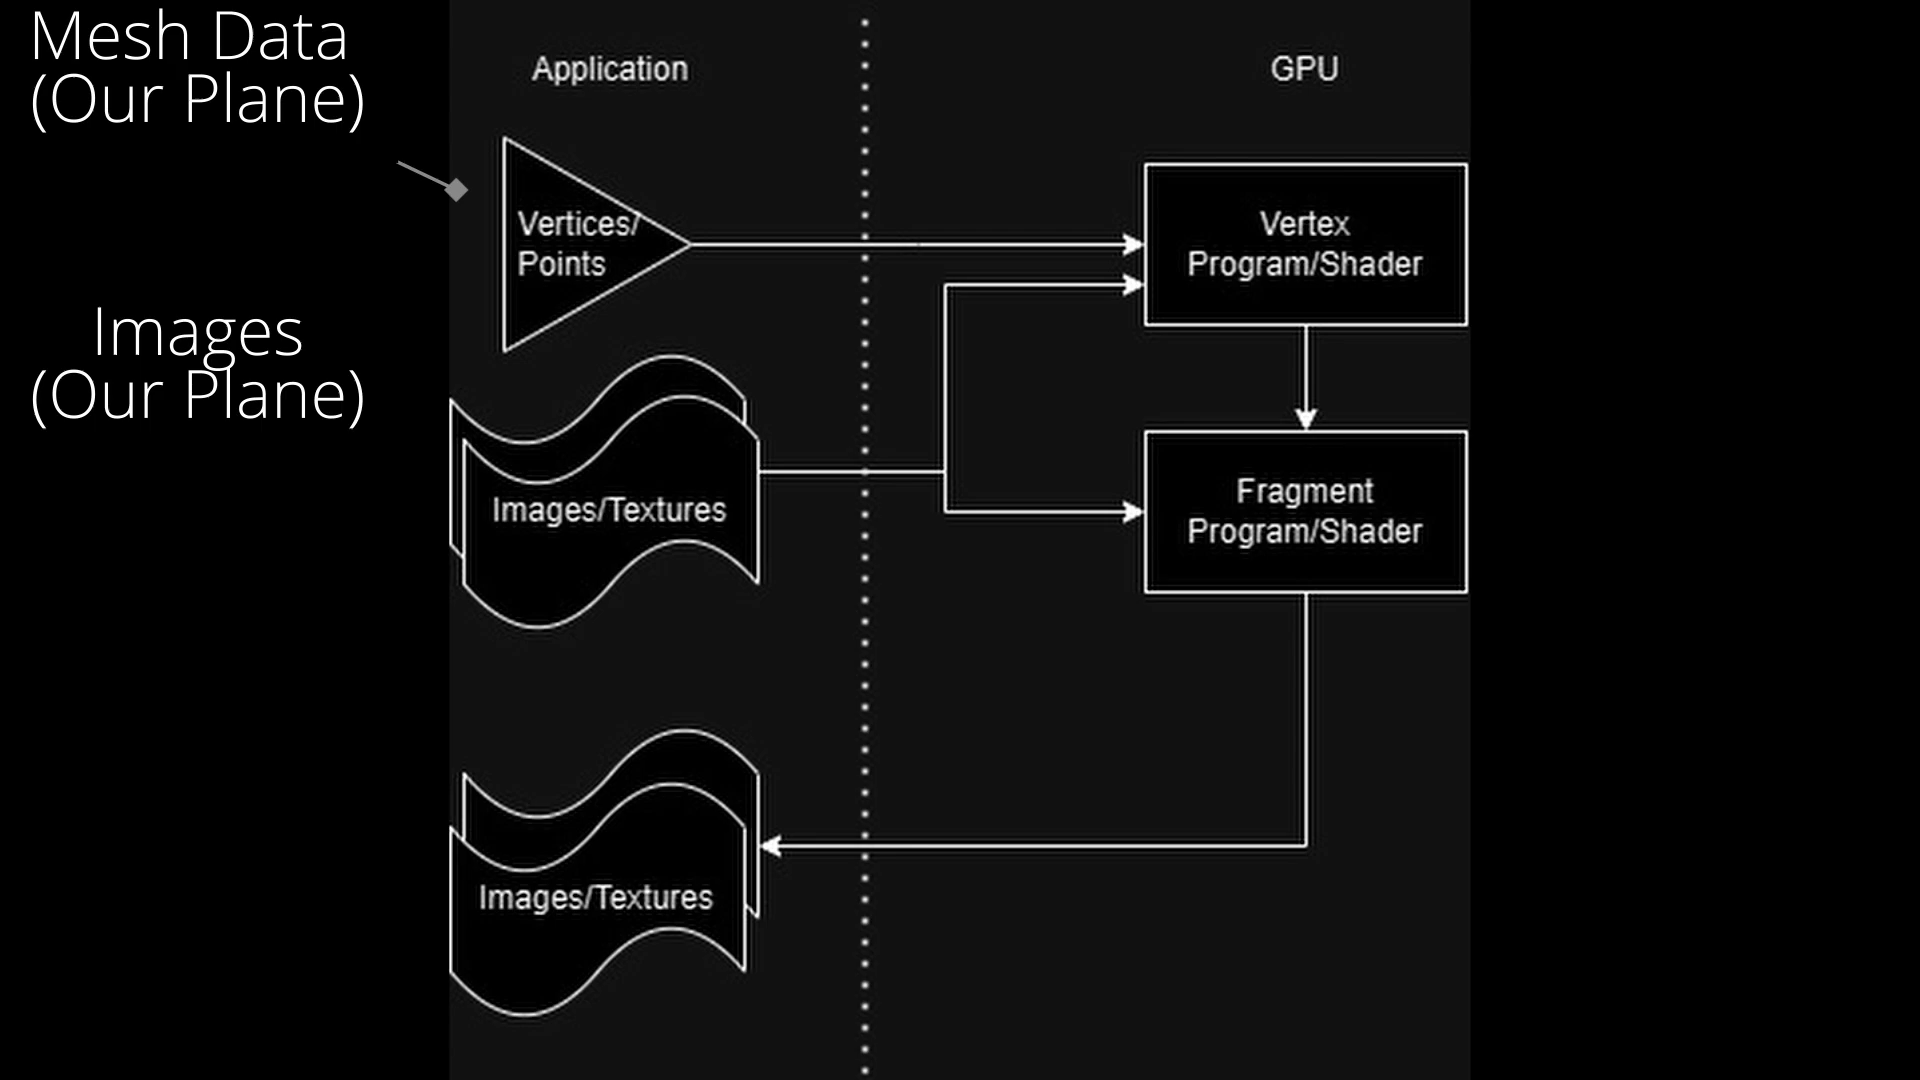 Mesh Data
(Our Plane)
Images
(Our Plane)
Application
GPU
Vertices/
Points
Vertex
Program/Shader
Images/Textures
Fragment
Program/Shader
Images/Textures